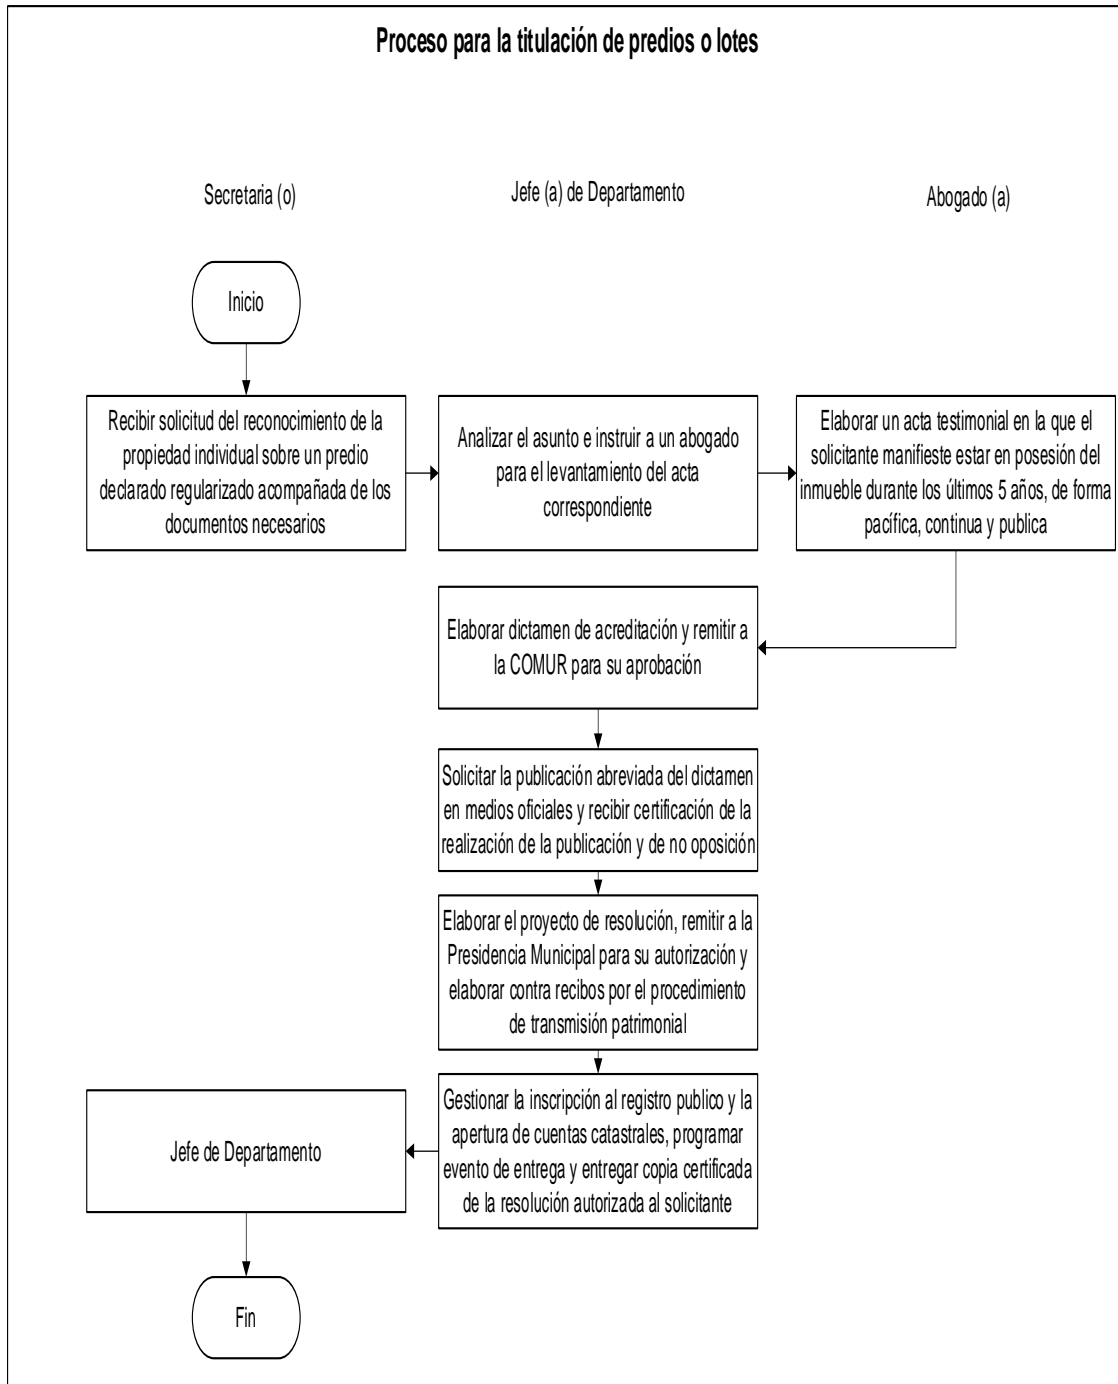 Proceso para la titulación de predios o lotes
Secretaria (o)
Jefe (a) de Departamento
Abogado (a)
Inicio
Recibir solicitud del reconocimiento de la
propiedad individual sobre un predio
declarado regularizado acompañada de los
documentos necesarios
Analizar el asunto e instruir a un abogado
para el levantamiento del acta
correspondiente
Elaborar un acta testimonial en la que el
solicitante manifieste estar en posesión del
inmueble durante los últimos 5 años, de forma
pacífica, continua y publica
Elaborar dictamen de acreditación y remitir a
la COMUR para su aprobación
Solicitar la publicación abreviada del dictamen
en medios oficiales y recibir certificación de la
realización de la publicación y de no oposición
Elaborar el proyecto de resolución, remitir a la
Presidencia Municipal para su autorización y
elaborar contra recibos por el procedimiento
de transmisión patrimonial
Gestionar la inscripción al registro publico y la
apertura de cuentas catastrales, programar
evento de entrega y entregar copia certificada
de la resolución autorizada al solicitante
Jefe de Departamento
Fin